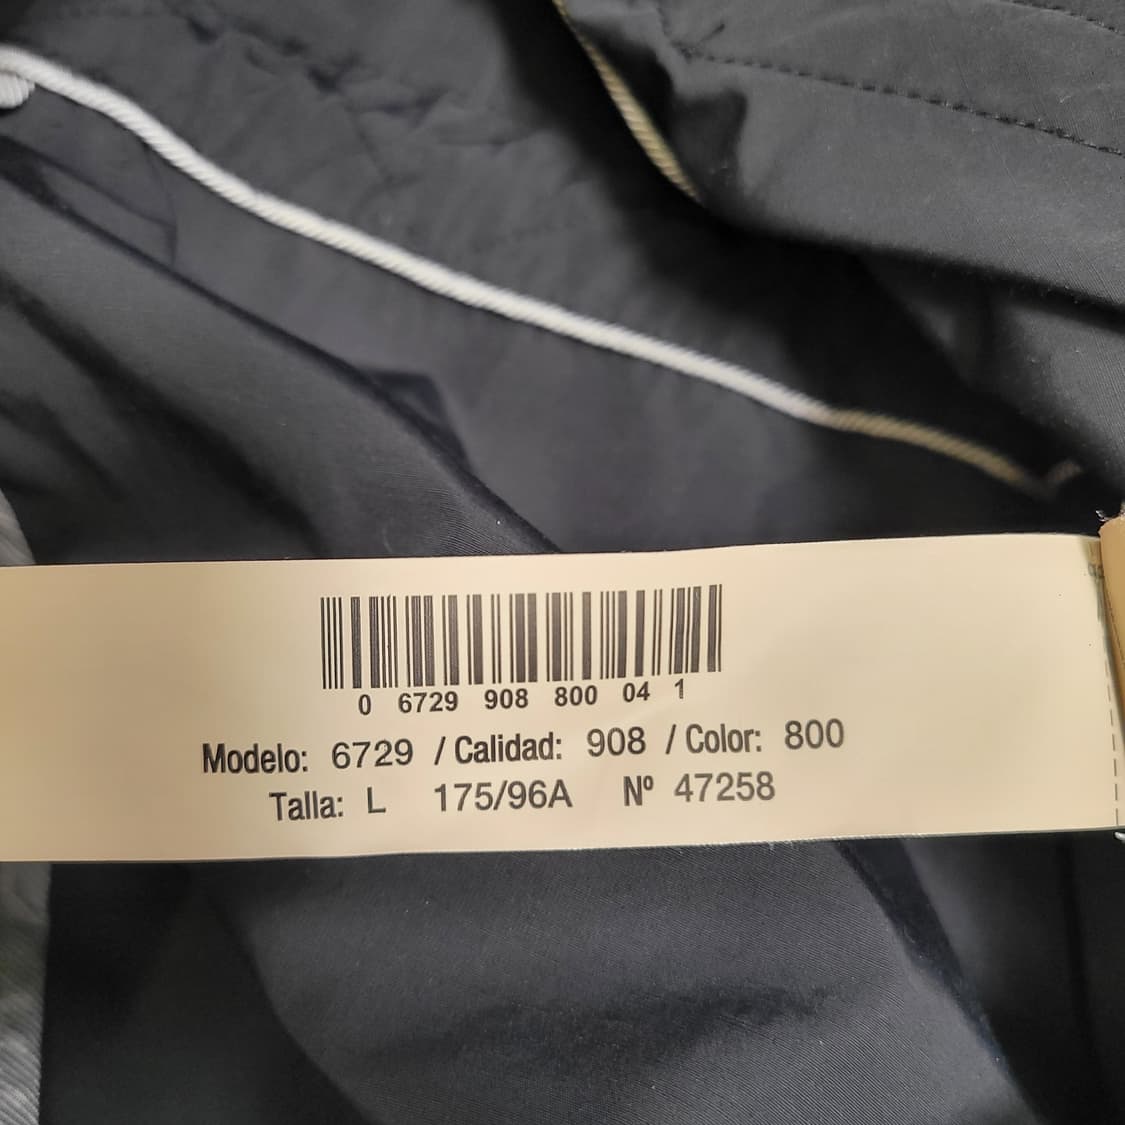 0 6729 908 800 04 1
Modelo: 6729 / Calidad: 908 / Color: 800
Talla: L 175/96A Nº 47258